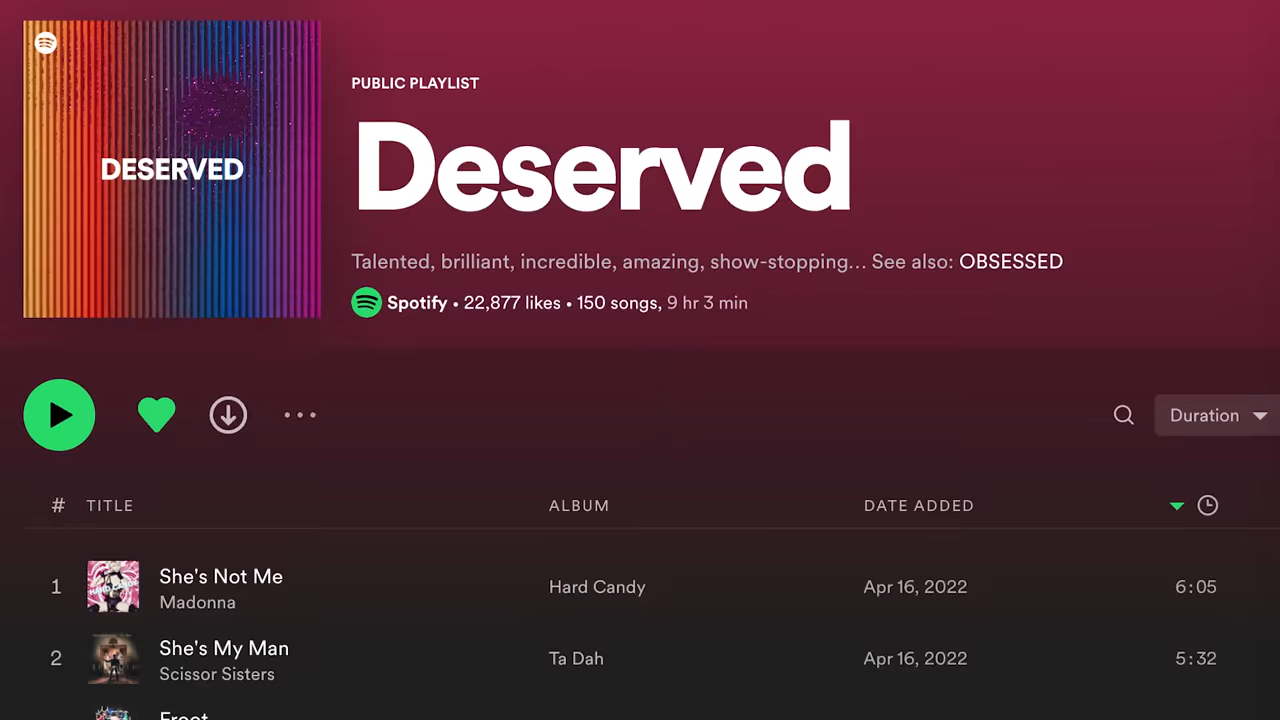 DESERVED
PUBLIC PLAYLIST
Deserved
Talented, brilliant, incredible, amazing, show-stopping... See also: OBSESSED
Spotify • 22,877 likes • 150 songs, 9 hr 3 min
Duration
# TITLE ALBUM DATE ADDED
1 She's Not Me Hard Candy Apr 16, 2022 6:05
Madonna
2 She's My Man Ta Dah Apr 16, 2022 5:32
Scissor Sisters